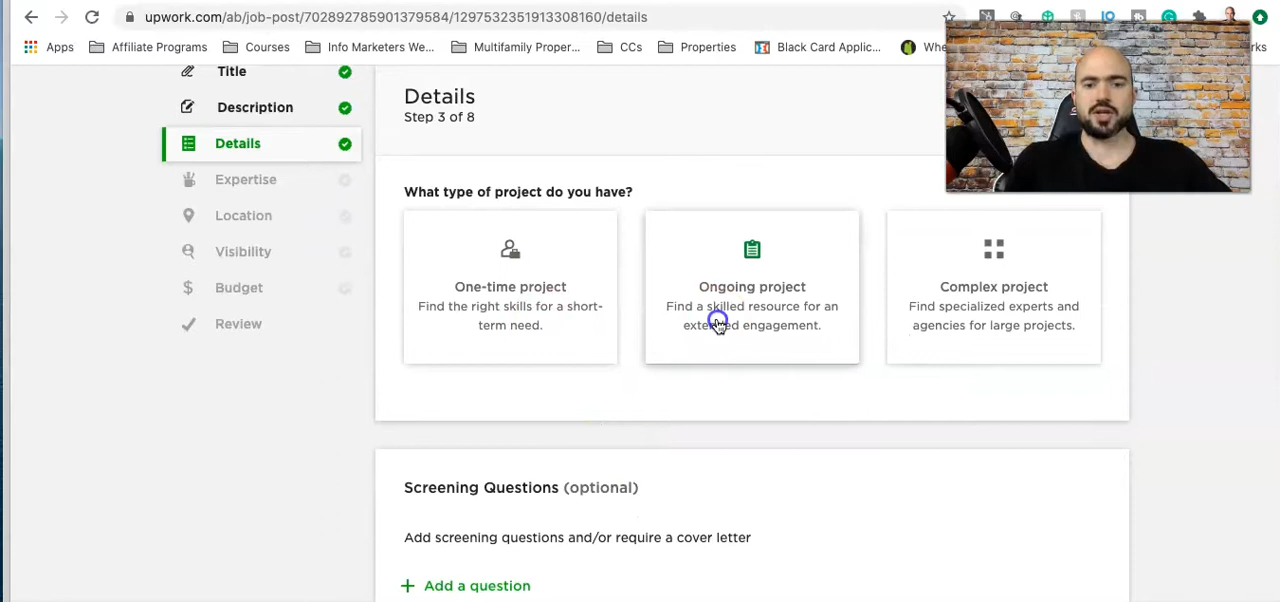 upwork.com/ab/job-post/702892785901379584/1297532351913308160/details
Apps Affiliate Programs Courses Info Marketers We... Multifamily Proper... CCs Properties Black Card Applic...
Title
Description
Details
Expertise
Location
Visibility
Budget
Review
Details
Step 3 of 8
What type of project do you have?
One-time project
Find the right skills for a short-
term need.
Ongoing project
Find a skilled resource for an
extended engagement.
Complex project
Find specialized experts and
agencies for large projects.
Screening Questions (optional)
Add screening questions and/or require a cover letter
+ Add a question